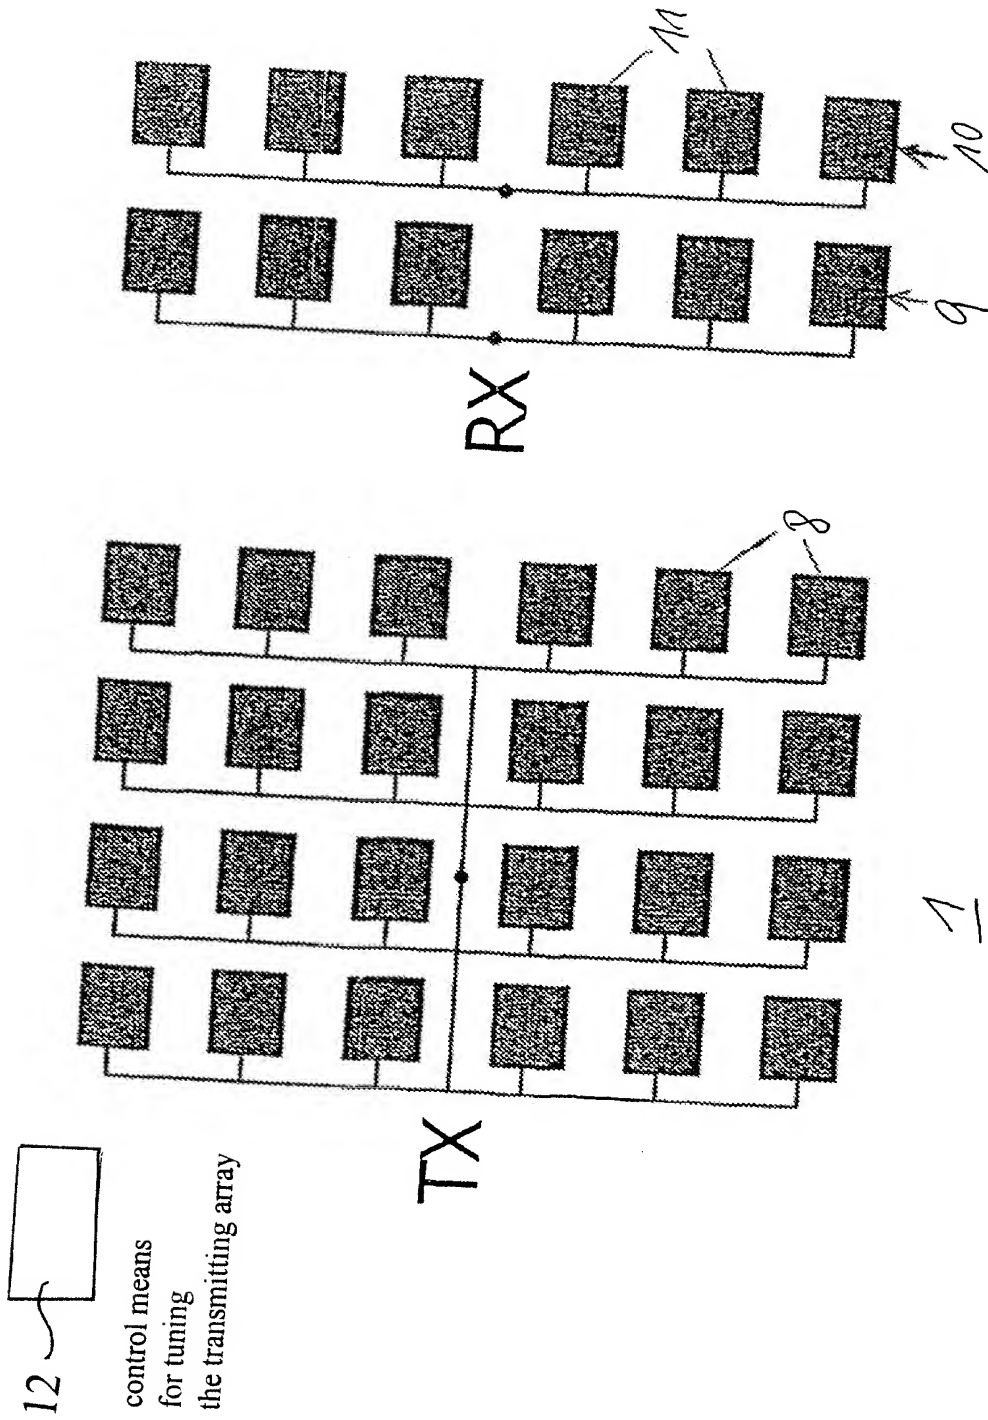 12
control means
for tuning
the transmitting array
TX
RX
1
8
9
10
11